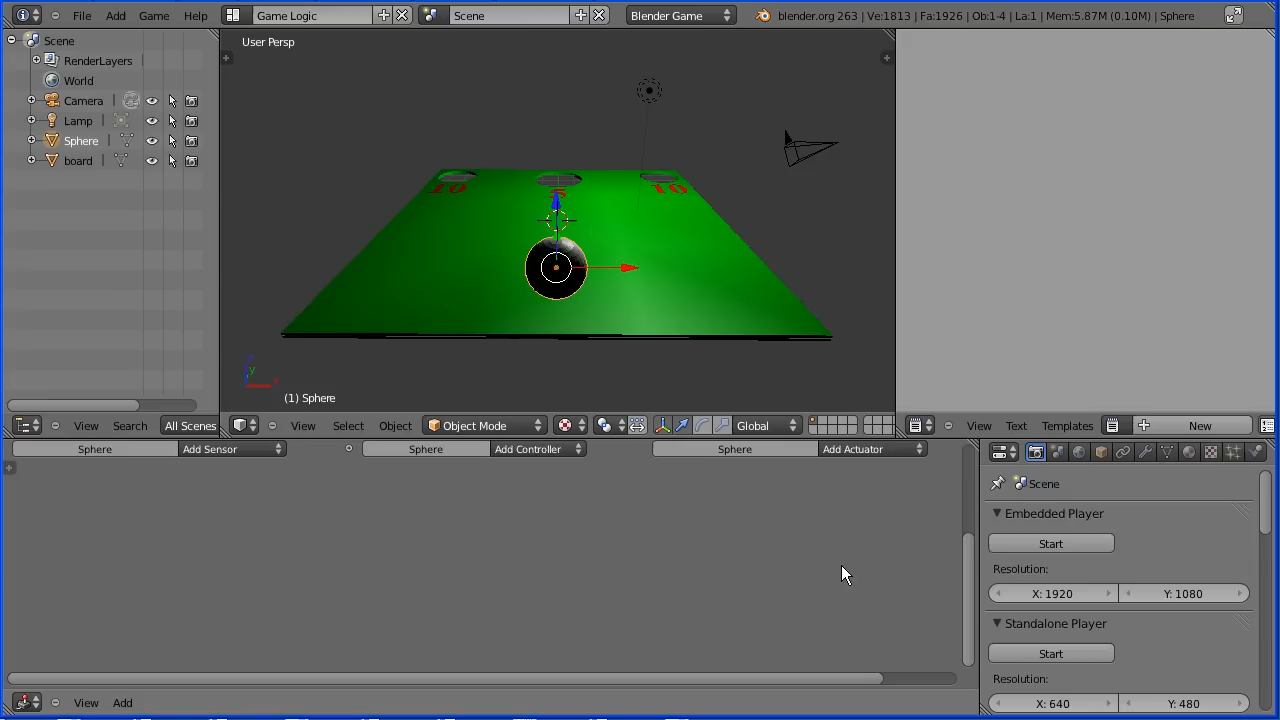 File Add Game Help Game Logic Scene Blender Game blender.org 263 | Ve:1813 | Fa:1926 | Ob:1-4 | La:1 | Mem:5.87M (0.10M) | Sphere
Scene
RenderLayers
World
Camera
Lamp
Sphere
board
View Search All Scenes
User Persp
10 10
(1) Sphere
View Select Object Object Mode Global
View Text Templates New
Sphere Add Sensor Sphere Add Controller Sphere Add Actuator
View Add
Scene
Embedded Player
Start
Resolution:
X: 1920 Y: 1080
Standalone Player
Start
Resolution:
X: 640 Y: 480